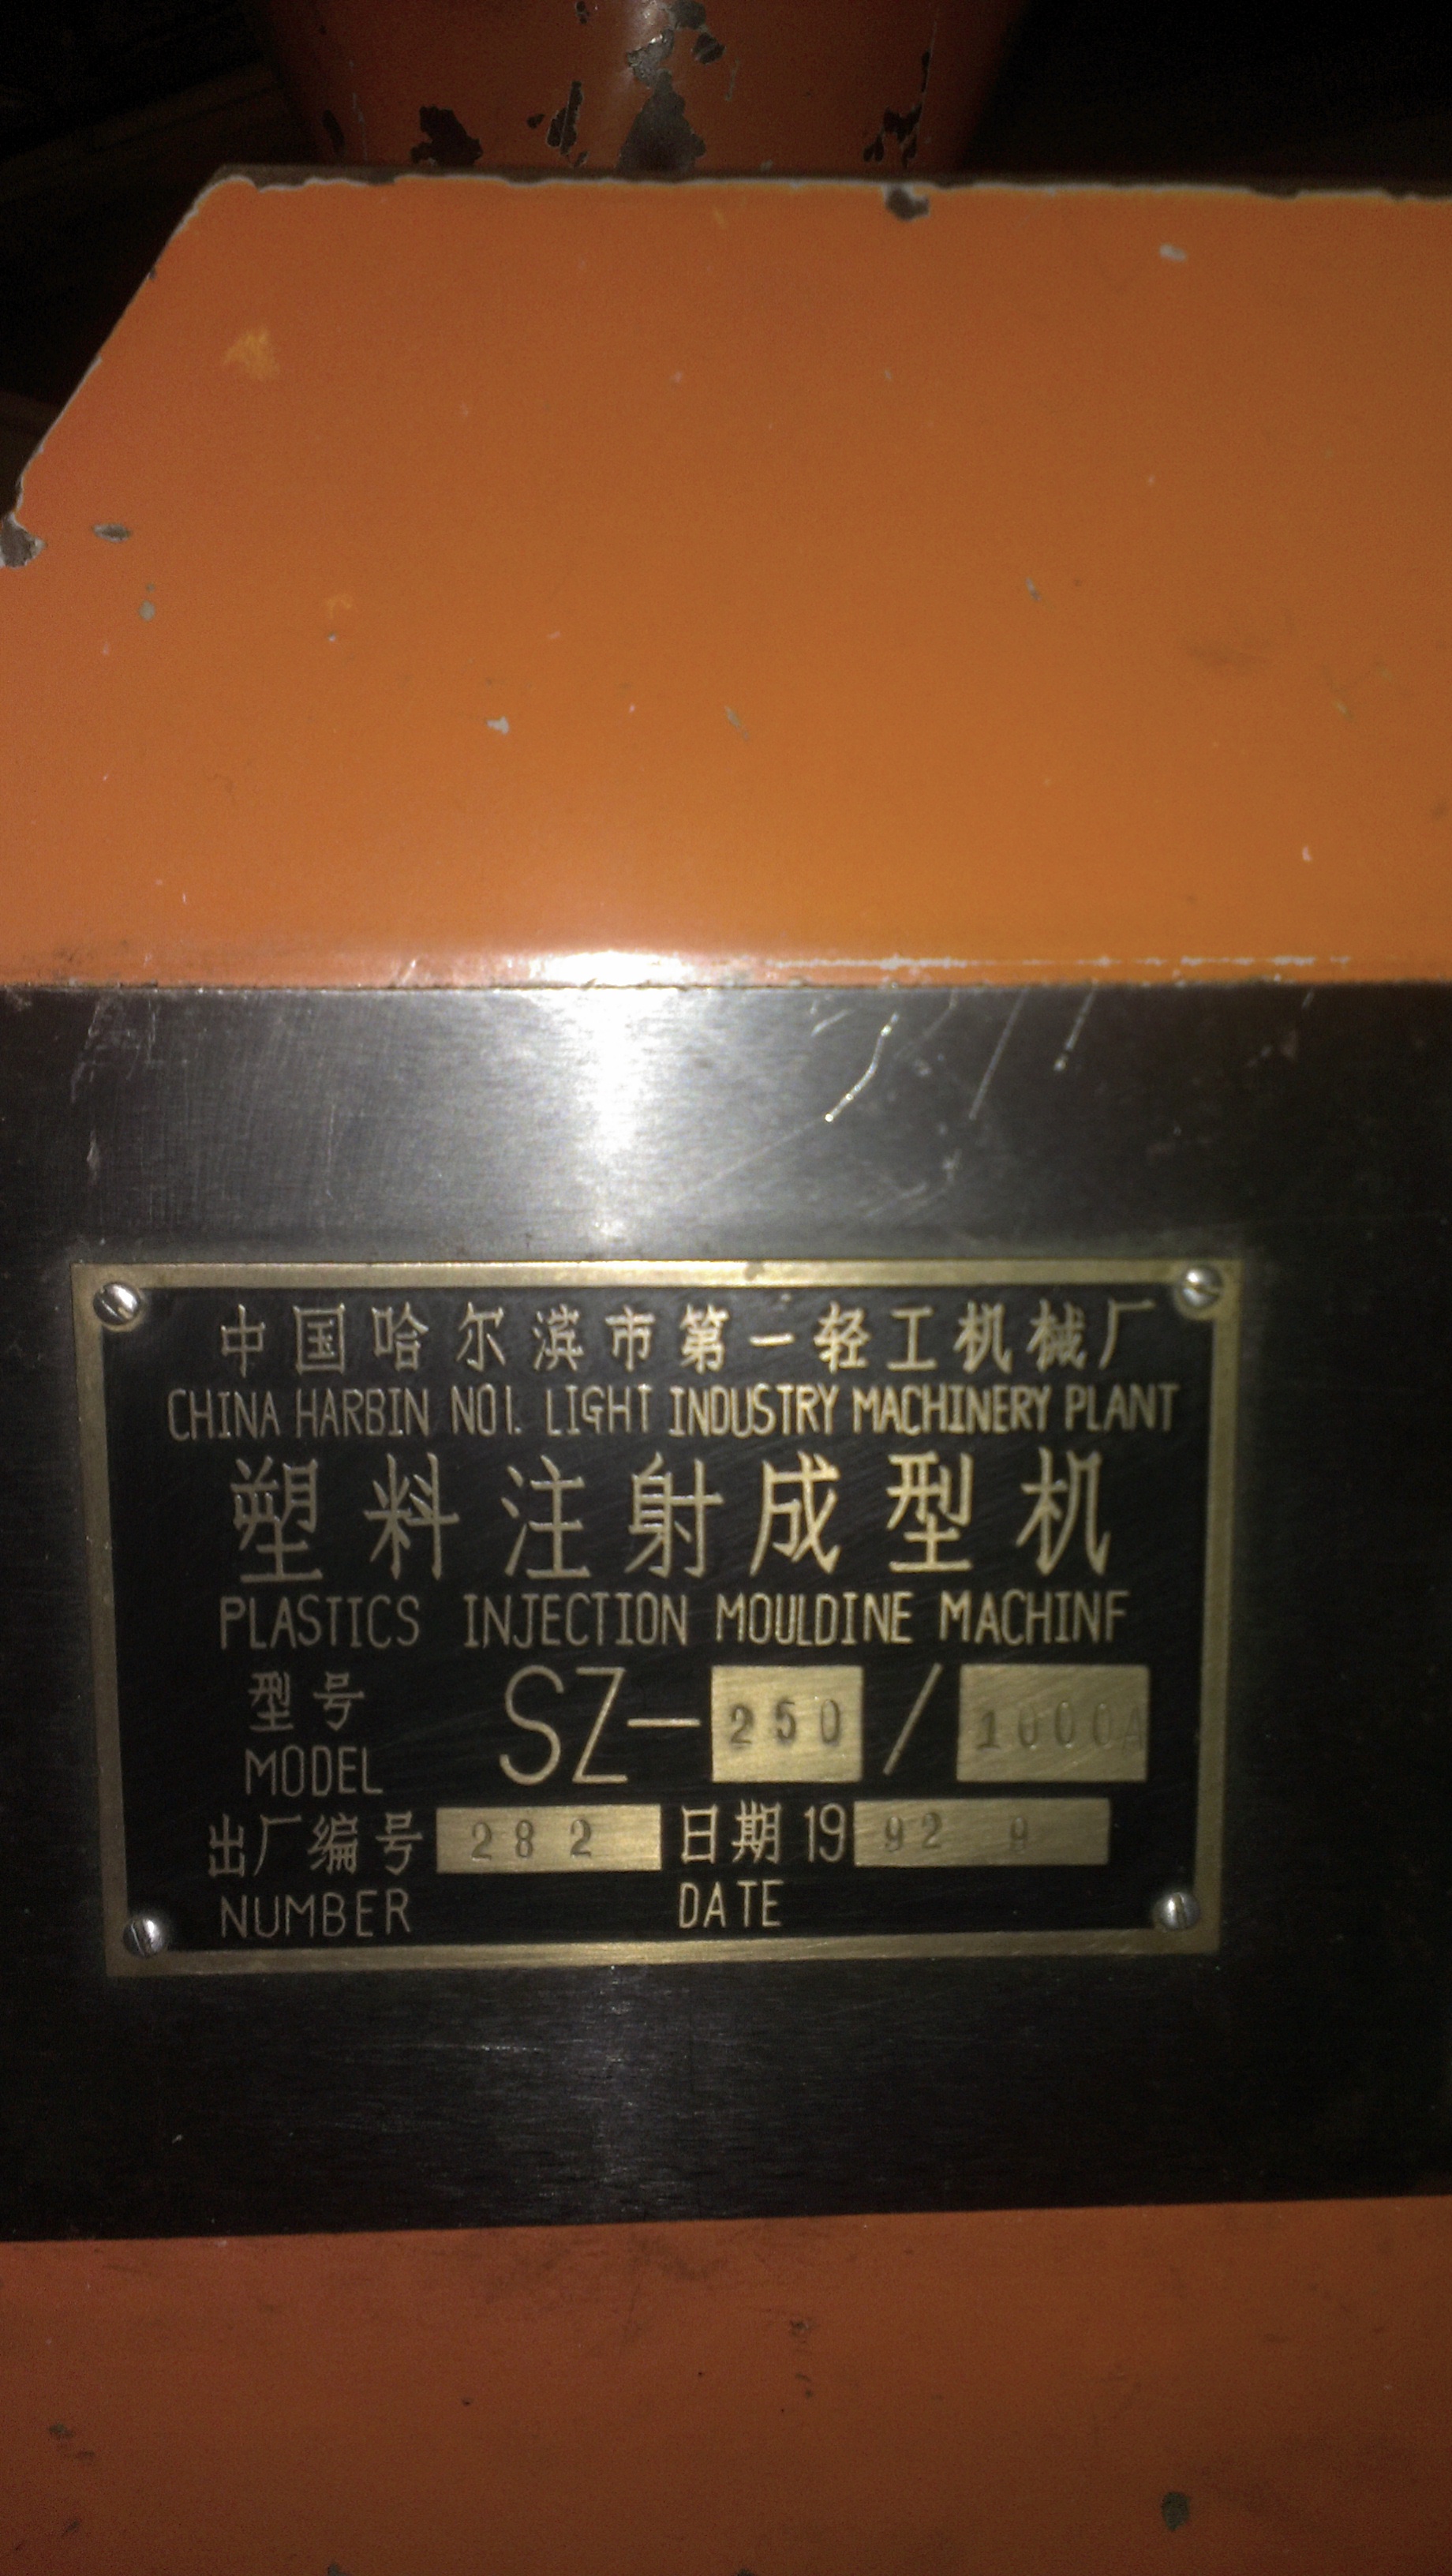 中国哈尔滨市第一轻工机械厂
CHINA HARBIN NO1. LIGHT INDUSTRY MACHINERY PLANT
塑料注射成型机
PLASTICS INJECTION MOULDINE MACHINF
型号 SZ-250/1000A
MODEL
出厂编号 282 日期 1992 9
NUMBER DATE